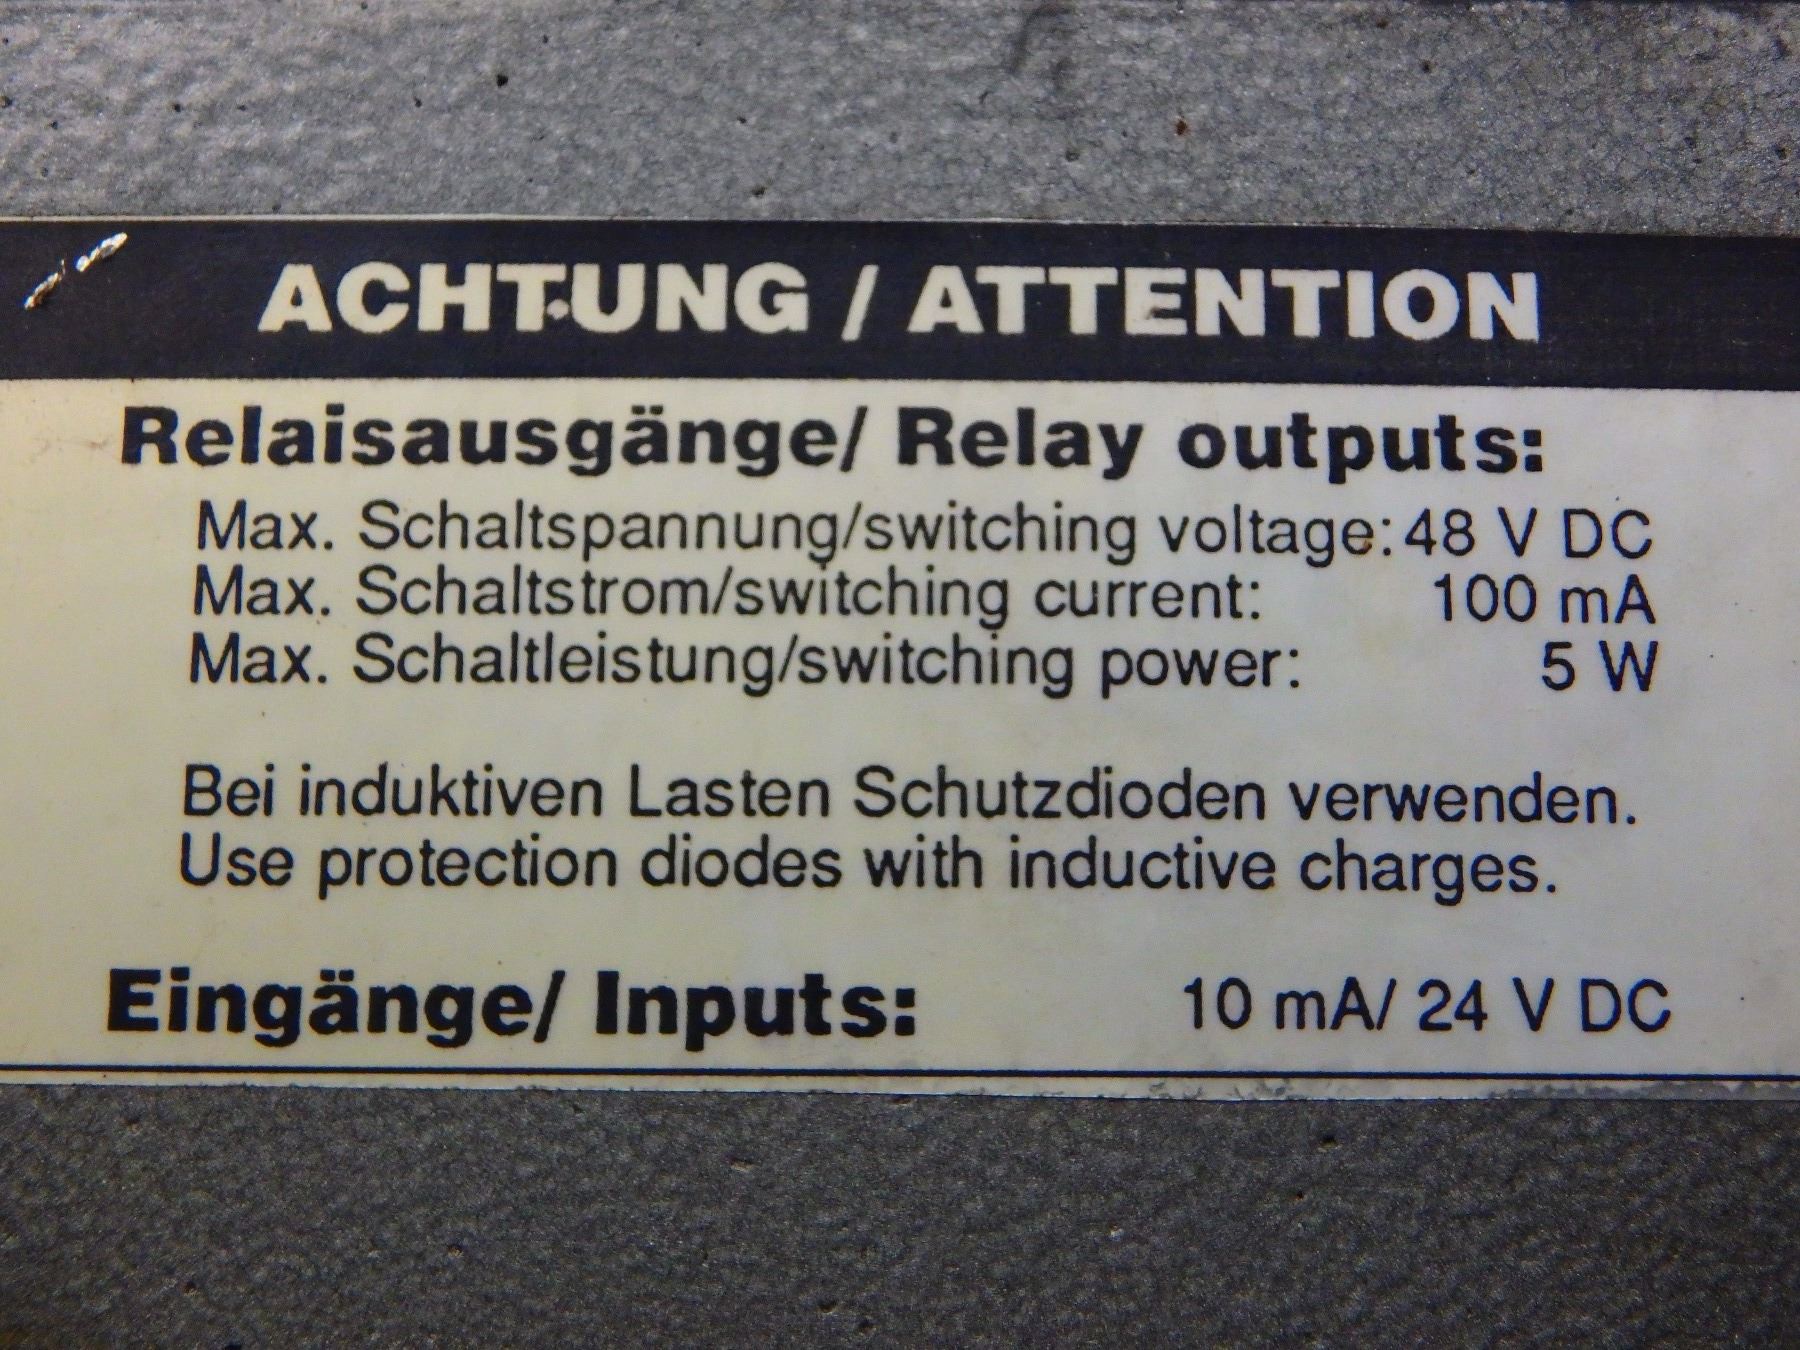 ACHTUNG / ATTENTION
Relaisausgänge/ Relay outputs:
Max. Schaltspannung/switching voltage: 48 V DC
Max. Schaltstrom/switching current: 100 mA
Max. Schaltleistung/switching power: 5 W
Bei induktiven Lasten Schutzdioden verwenden.
Use protection diodes with inductive charges.
Eingänge/ Inputs: 10 mA/ 24 V DC